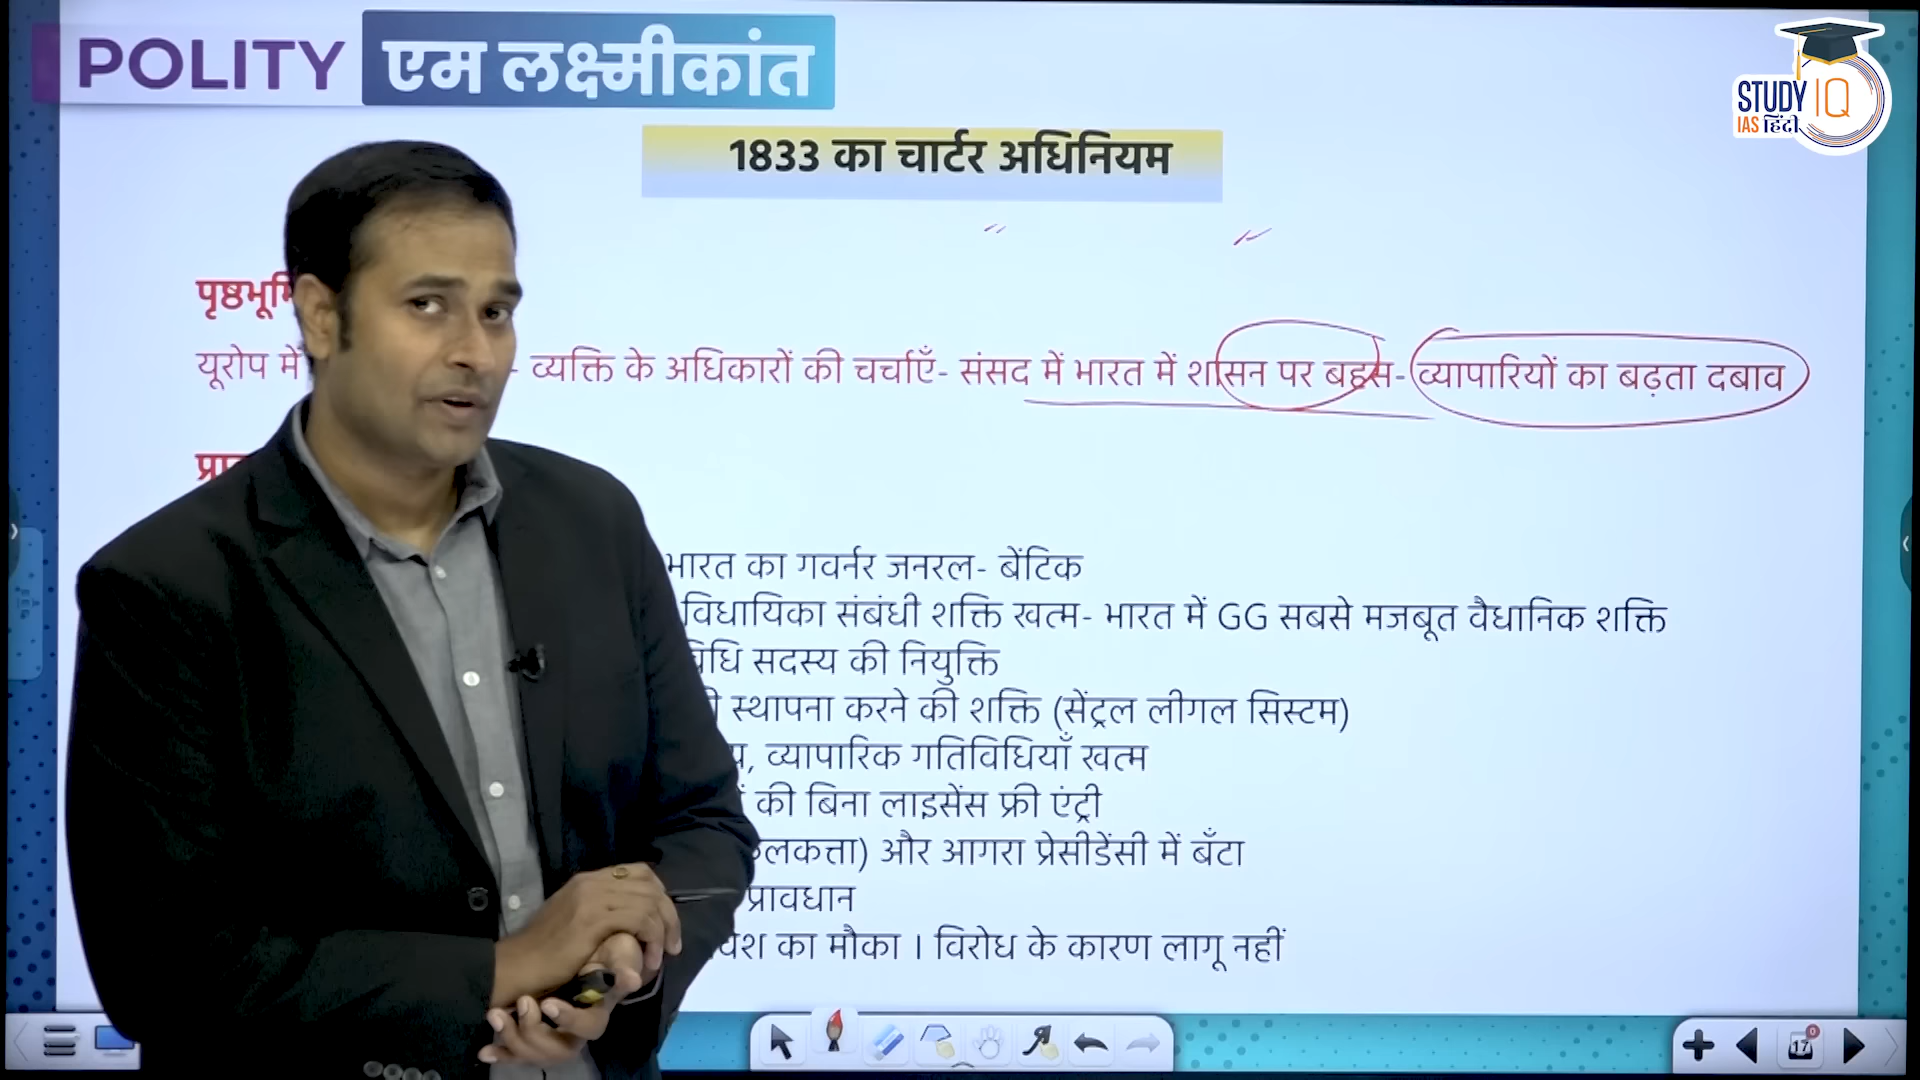 POLITY एम लक्ष्मीकांत
STUDY IQ
IAS हिंदी
1833 का चार्टर अधिनियम
यूरोप में - व्यक्ति के अधिकारों की चर्चाएँ- संसद में भारत में शासन पर बहस- व्यापारियों का बढ़ता दबाव
भारत का गवर्नर जनरल- बेंटिक
विधायिका संबंधी शक्ति खत्म- भारत में GG सबसे मजबूत वैधानिक शक्ति
विधि सदस्य की नियुक्ति
स्थापना करने की शक्ति (सेंट्रल लीगल सिस्टम)
, व्यापारिक गतिविधियाँ खत्म
की बिना लाइसेंस फ्री एंट्री
और आगरा प्रेसीडेंसी में बँटा
प्रावधान
का मौका । विरोध के कारण लागू नहीं
17
0